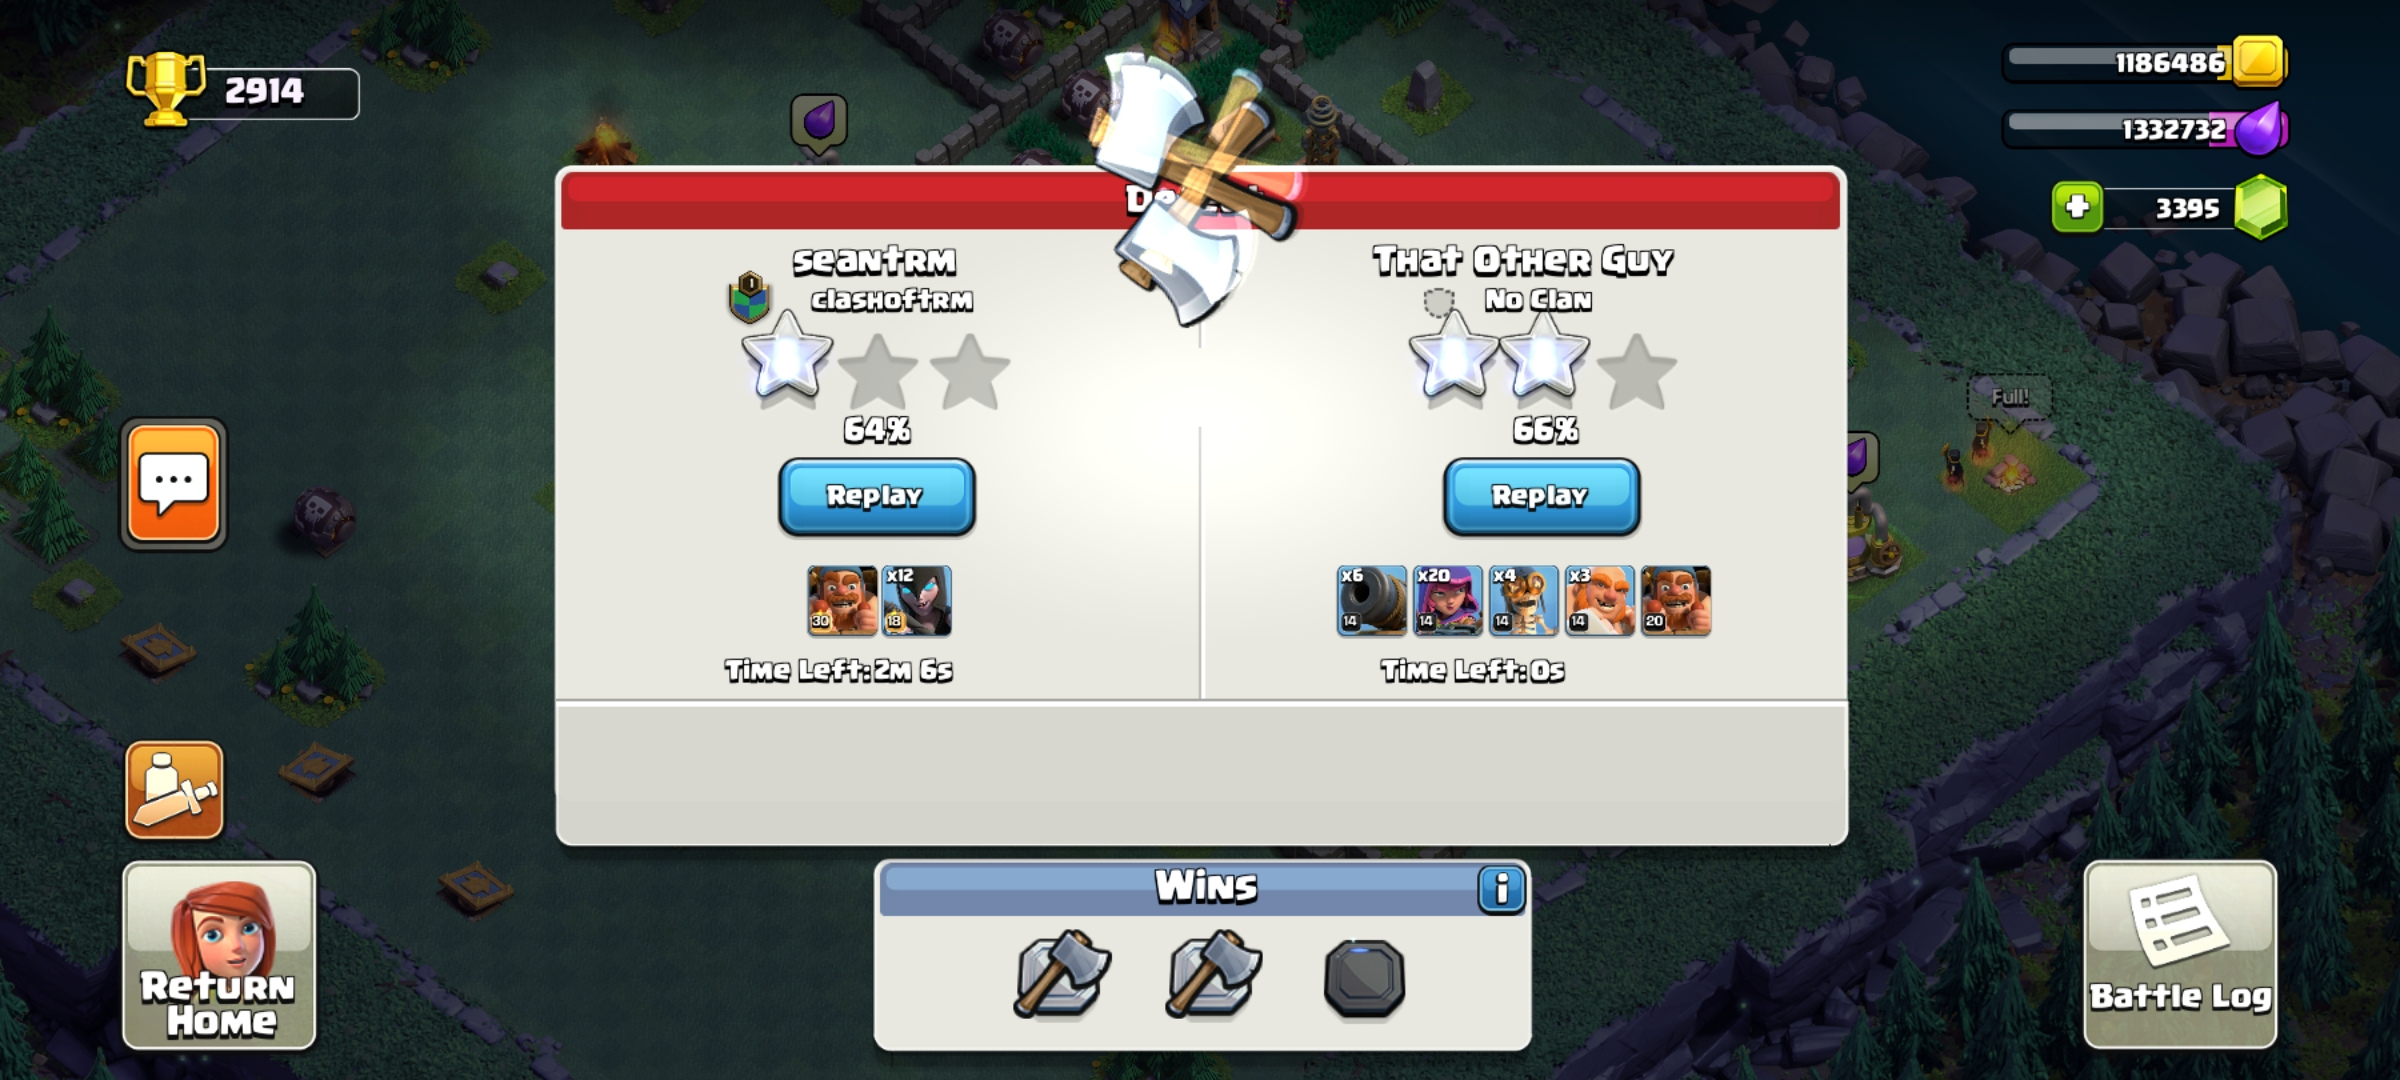 2914
1186486
1332732
3395
seantrm
clashoftrm
64%
Replay
30
x12
18
Time Left: 2m 6s
That Other Guy
No Clan
66%
Replay
x6
14
x20
14
x4
14
x3
14
20
Time Left: 0s
Full!
1
Wins
i
Return
Home
Battle Log